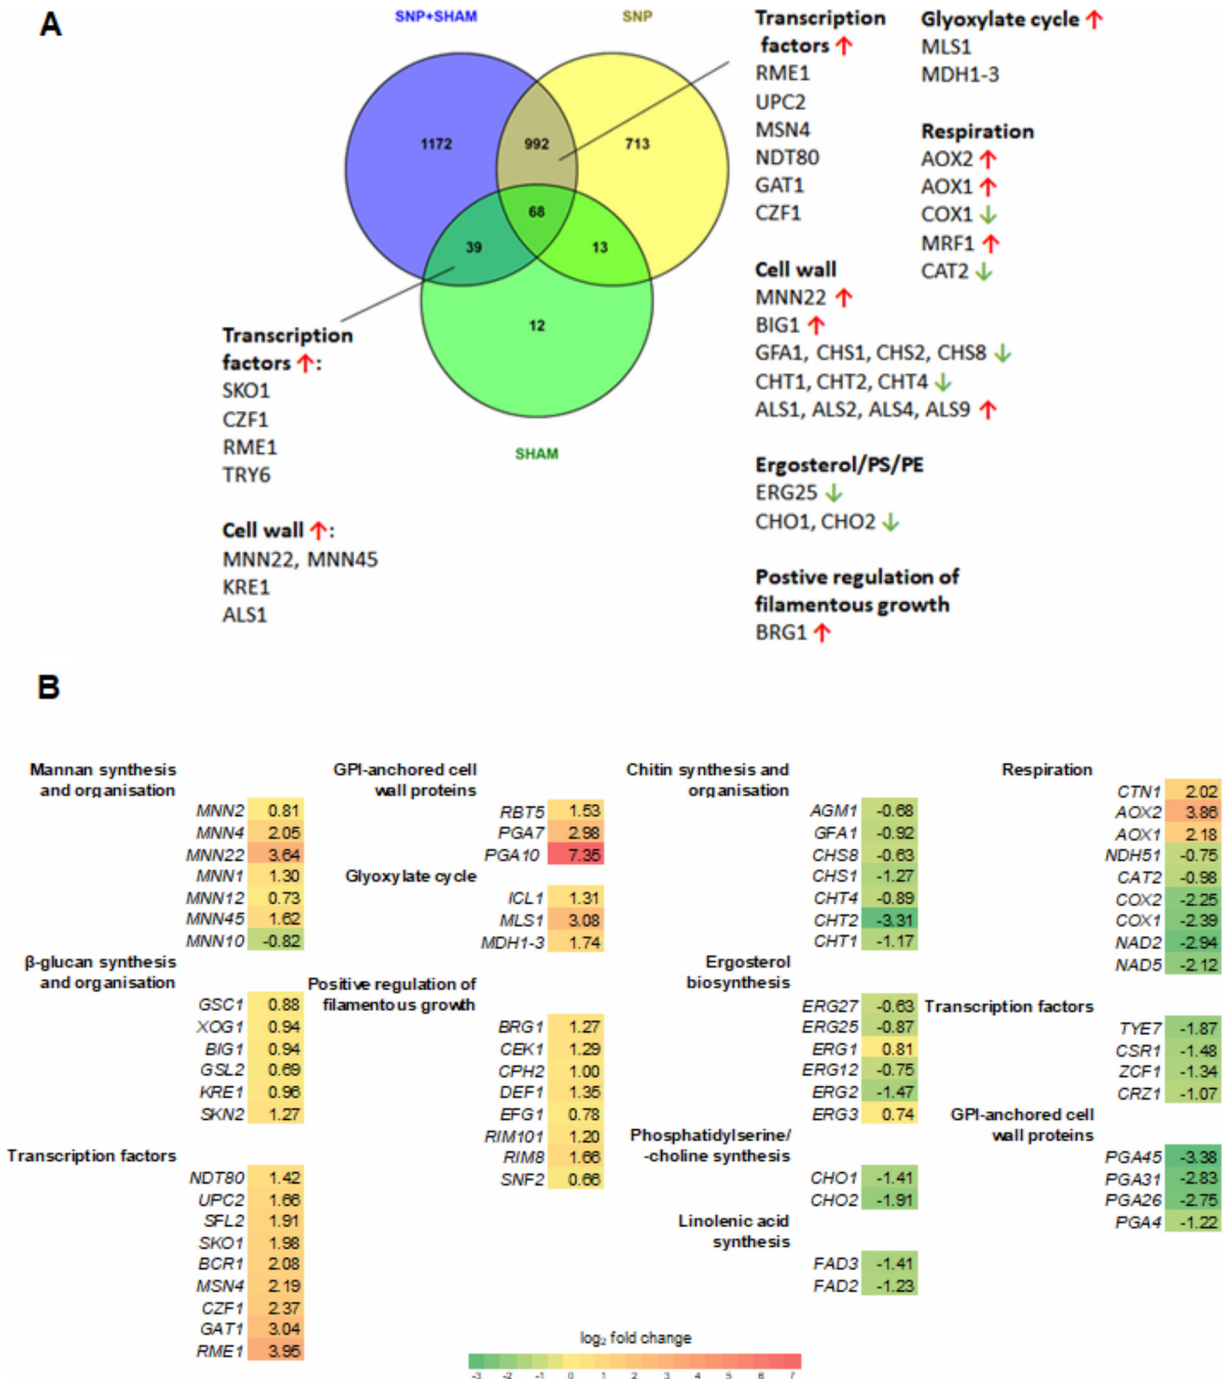 A
SNP+SHAM
SNP
1172
992
713
68
39
13
12
SHAM
Transcription
factors ↑:
SKO1
CZF1
RME1
TRY6
Cell wall ↑:
MNN22, MNN45
KRE1
ALS1
Transcription
factors ↑
RME1
UPC2
MSN4
NDT80
GAT1
CZF1
Cell wall
MNN22 ↑
BIG1 ↑
GFA1, CHS1, CHS2, CHS8 ↓
CHT1, CHT2, CHT4 ↓
ALS1, ALS2, ALS4, ALS9 ↑
Ergosterol/PS/PE
ERG25 ↓
CHO1, CHO2 ↓
Postive regulation of
filamentous growth
BRG1 ↑
Glyoxylate cycle ↑
MLS1
MDH1-3
Respiration
AOX2 ↑
AOX1 ↑
COX1 ↓
MRF1 ↑
CAT2 ↓
B
Mannan synthesis
and organisation
MNN2 0.81
MNN4 2.05
MNN22 3.64
MNN1 1.30
MNN12 0.73
MNN45 1.62
MNN10 -0.82
β-glucan synthesis
and organisation
GSC1 0.88
XOG1 0.94
BIG1 0.94
GSL2 0.69
KRE1 0.96
SKN2 1.27
Transcription factors
NDT80 1.42
UPC2 1.66
SFL2 1.91
SKO1 1.98
BCR1 2.08
MSN4 2.19
CZF1 2.37
GAT1 3.04
RME1 3.95
GPI-anchored cell
wall proteins
RBT5 1.53
PGA7 2.98
PGA10 7.35
Glyoxylate cycle
ICL1 1.31
MLS1 3.08
MDH1-3 1.74
Positive regulation of
filamentous growth
BRG1 1.27
CEK1 1.29
CPH2 1.00
DEF1 1.35
EFG1 0.78
RIM101 1.20
RIM8 1.66
SNF2 0.66
Chitin synthesis and
organisation
AGM1 -0.68
GFA1 -0.92
CHS8 -0.63
CHS1 -1.27
CHT4 -0.89
CHT2 -3.31
CHT1 -1.17
Ergosterol
biosynthesis
ERG27 -0.63
ERG25 -0.87
ERG1 0.81
ERG12 -0.75
ERG2 -1.47
ERG3 0.74
Phosphatidylserine/
-choline synthesis
CHO1 -1.41
CHO2 -1.91
Linolenic acid
synthesis
FAD3 -1.41
FAD2 -1.23
Respiration
CTN1 2.02
AOX2 3.86
AOX1 2.18
NDH51 -0.75
CAT2 -0.98
COX2 -2.25
COX1 -2.39
NAD2 -2.94
NAD5 -2.12
Transcription factors
TYE7 -1.87
CSR1 -1.48
ZCF1 -1.34
CRZ1 -1.07
GPI-anchored cell
wall proteins
PGA45 -3.38
PGA31 -2.83
PGA26 -2.75
PGA4 -1.22
log₂ fold change
-3 -2 -1 0 1 2 3 4 5 6 7